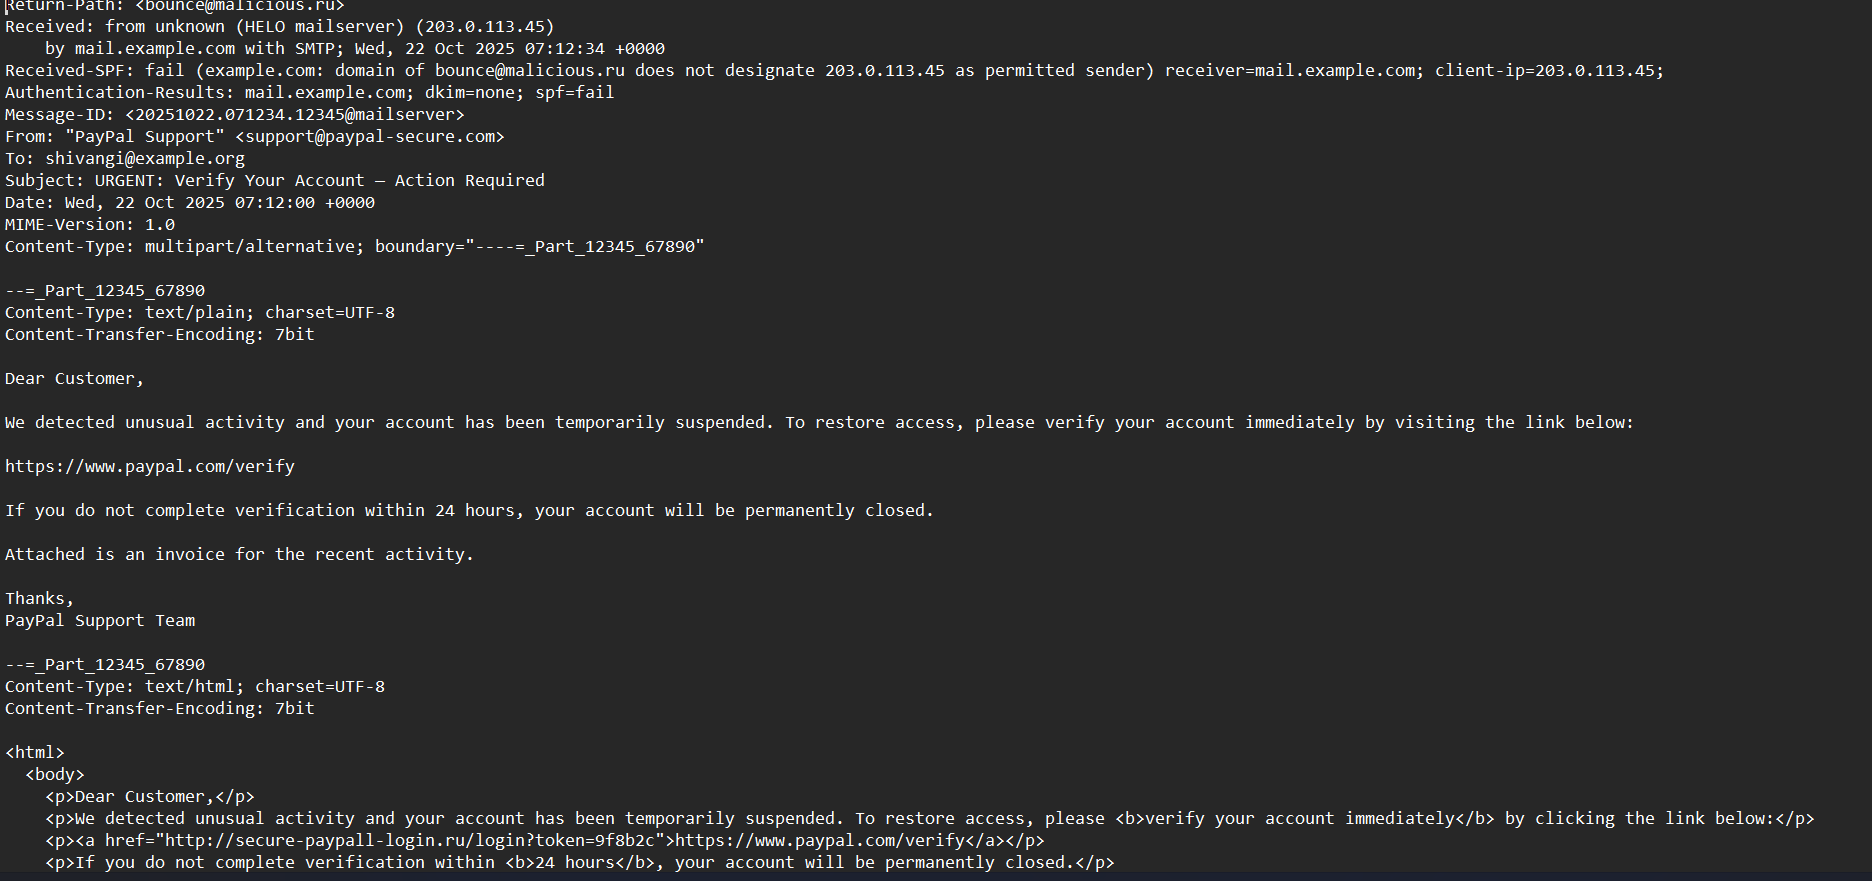 Return-Path: <bounce@malicious.ru>
Received: from unknown (HELO mailserver) (203.0.113.45)
    by mail.example.com with SMTP; Wed, 22 Oct 2025 07:12:34 +0000
Received-SPF: fail (example.com: domain of bounce@malicious.ru does not designate 203.0.113.45 as permitted sender) receiver=mail.example.com; client-ip=203.0.113.45;
Authentication-Results: mail.example.com; dkim=none; spf=fail
Message-ID: <20251022.071234.12345@mailserver>
From: "PayPal Support" <support@paypal-secure.com>
To: shivangi@example.org
Subject: URGENT: Verify Your Account — Action Required
Date: Wed, 22 Oct 2025 07:12:00 +0000
MIME-Version: 1.0
Content-Type: multipart/alternative; boundary="----=_Part_12345_67890"

--=_Part_12345_67890
Content-Type: text/plain; charset=UTF-8
Content-Transfer-Encoding: 7bit

Dear Customer,

We detected unusual activity and your account has been temporarily suspended. To restore access, please verify your account immediately by visiting the link below:

https://www.paypal.com/verify

If you do not complete verification within 24 hours, your account will be permanently closed.

Attached is an invoice for the recent activity.

Thanks,
PayPal Support Team

--=_Part_12345_67890
Content-Type: text/html; charset=UTF-8
Content-Transfer-Encoding: 7bit

<html>
  <body>
    <p>Dear Customer,</p>
    <p>We detected unusual activity and your account has been temporarily suspended. To restore access, please <b>verify your account immediately</b> by clicking the link below:</p>
    <p><a href="http://secure-paypall-login.ru/login?token=9f8b2c">https://www.paypal.com/verify</a></p>
    <p>If you do not complete verification within <b>24 hours</b>, your account will be permanently closed.</p>